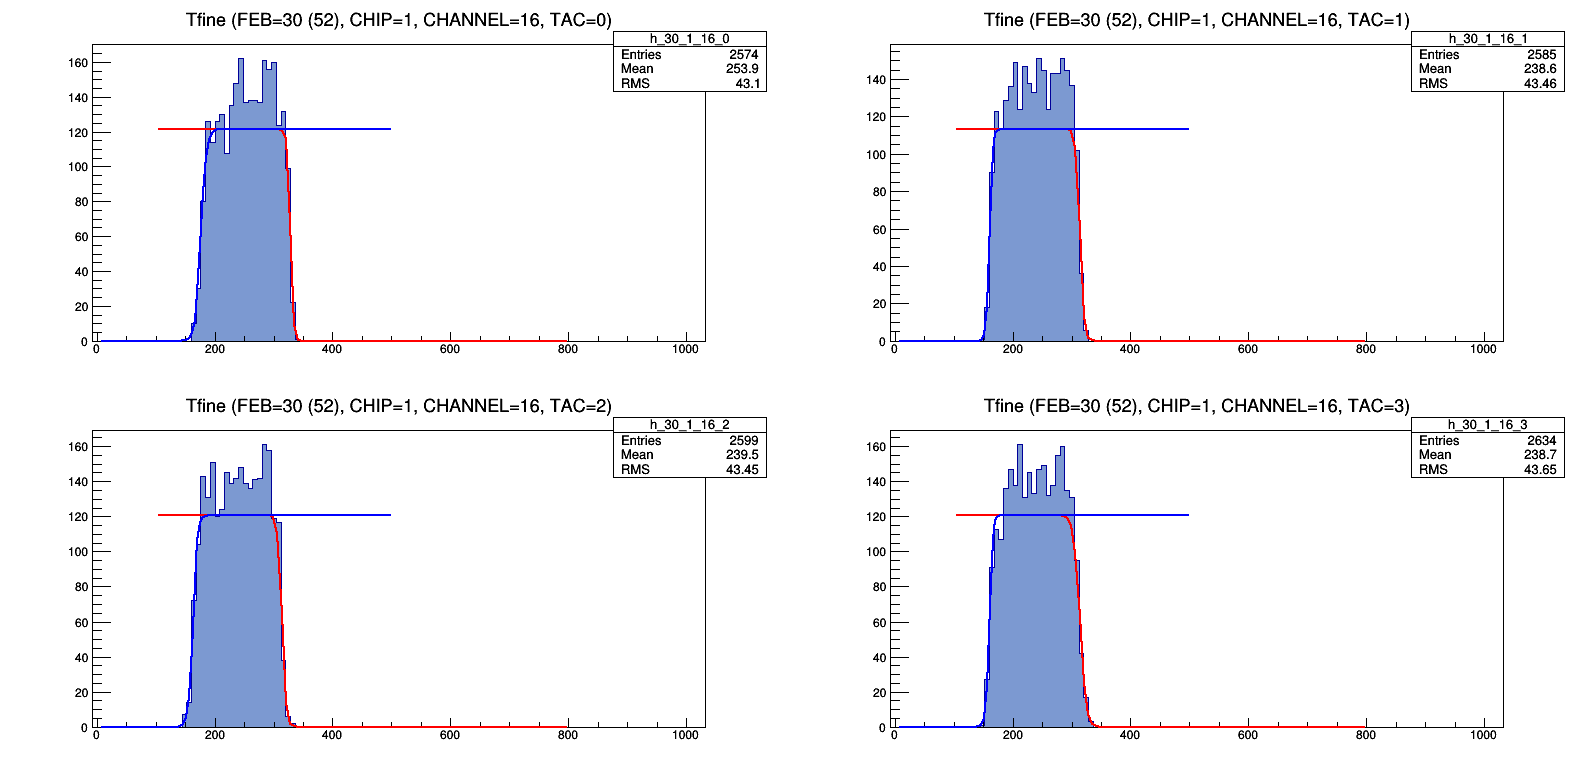 Tfine (FEB=30 (52), CHIP=1, CHANNEL=16, TAC=0)
h_30_1_16_0
Entries 2574
Mean 253.9
RMS 43.1
160
140
120
100
80
60
40
20
0
0 200 400 600 800 1000
Tfine (FEB=30 (52), CHIP=1, CHANNEL=16, TAC=1)
h_30_1_16_1
Entries 2585
Mean 238.6
RMS 43.46
140
120
100
80
60
40
20
0
0 200 400 600 800 1000
Tfine (FEB=30 (52), CHIP=1, CHANNEL=16, TAC=2)
h_30_1_16_2
Entries 2599
Mean 239.5
RMS 43.45
160
140
120
100
80
60
40
20
0
0 200 400 600 800 1000
Tfine (FEB=30 (52), CHIP=1, CHANNEL=16, TAC=3)
h_30_1_16_3
Entries 2634
Mean 238.7
RMS 43.65
160
140
120
100
80
60
40
20
0
0 200 400 600 800 1000